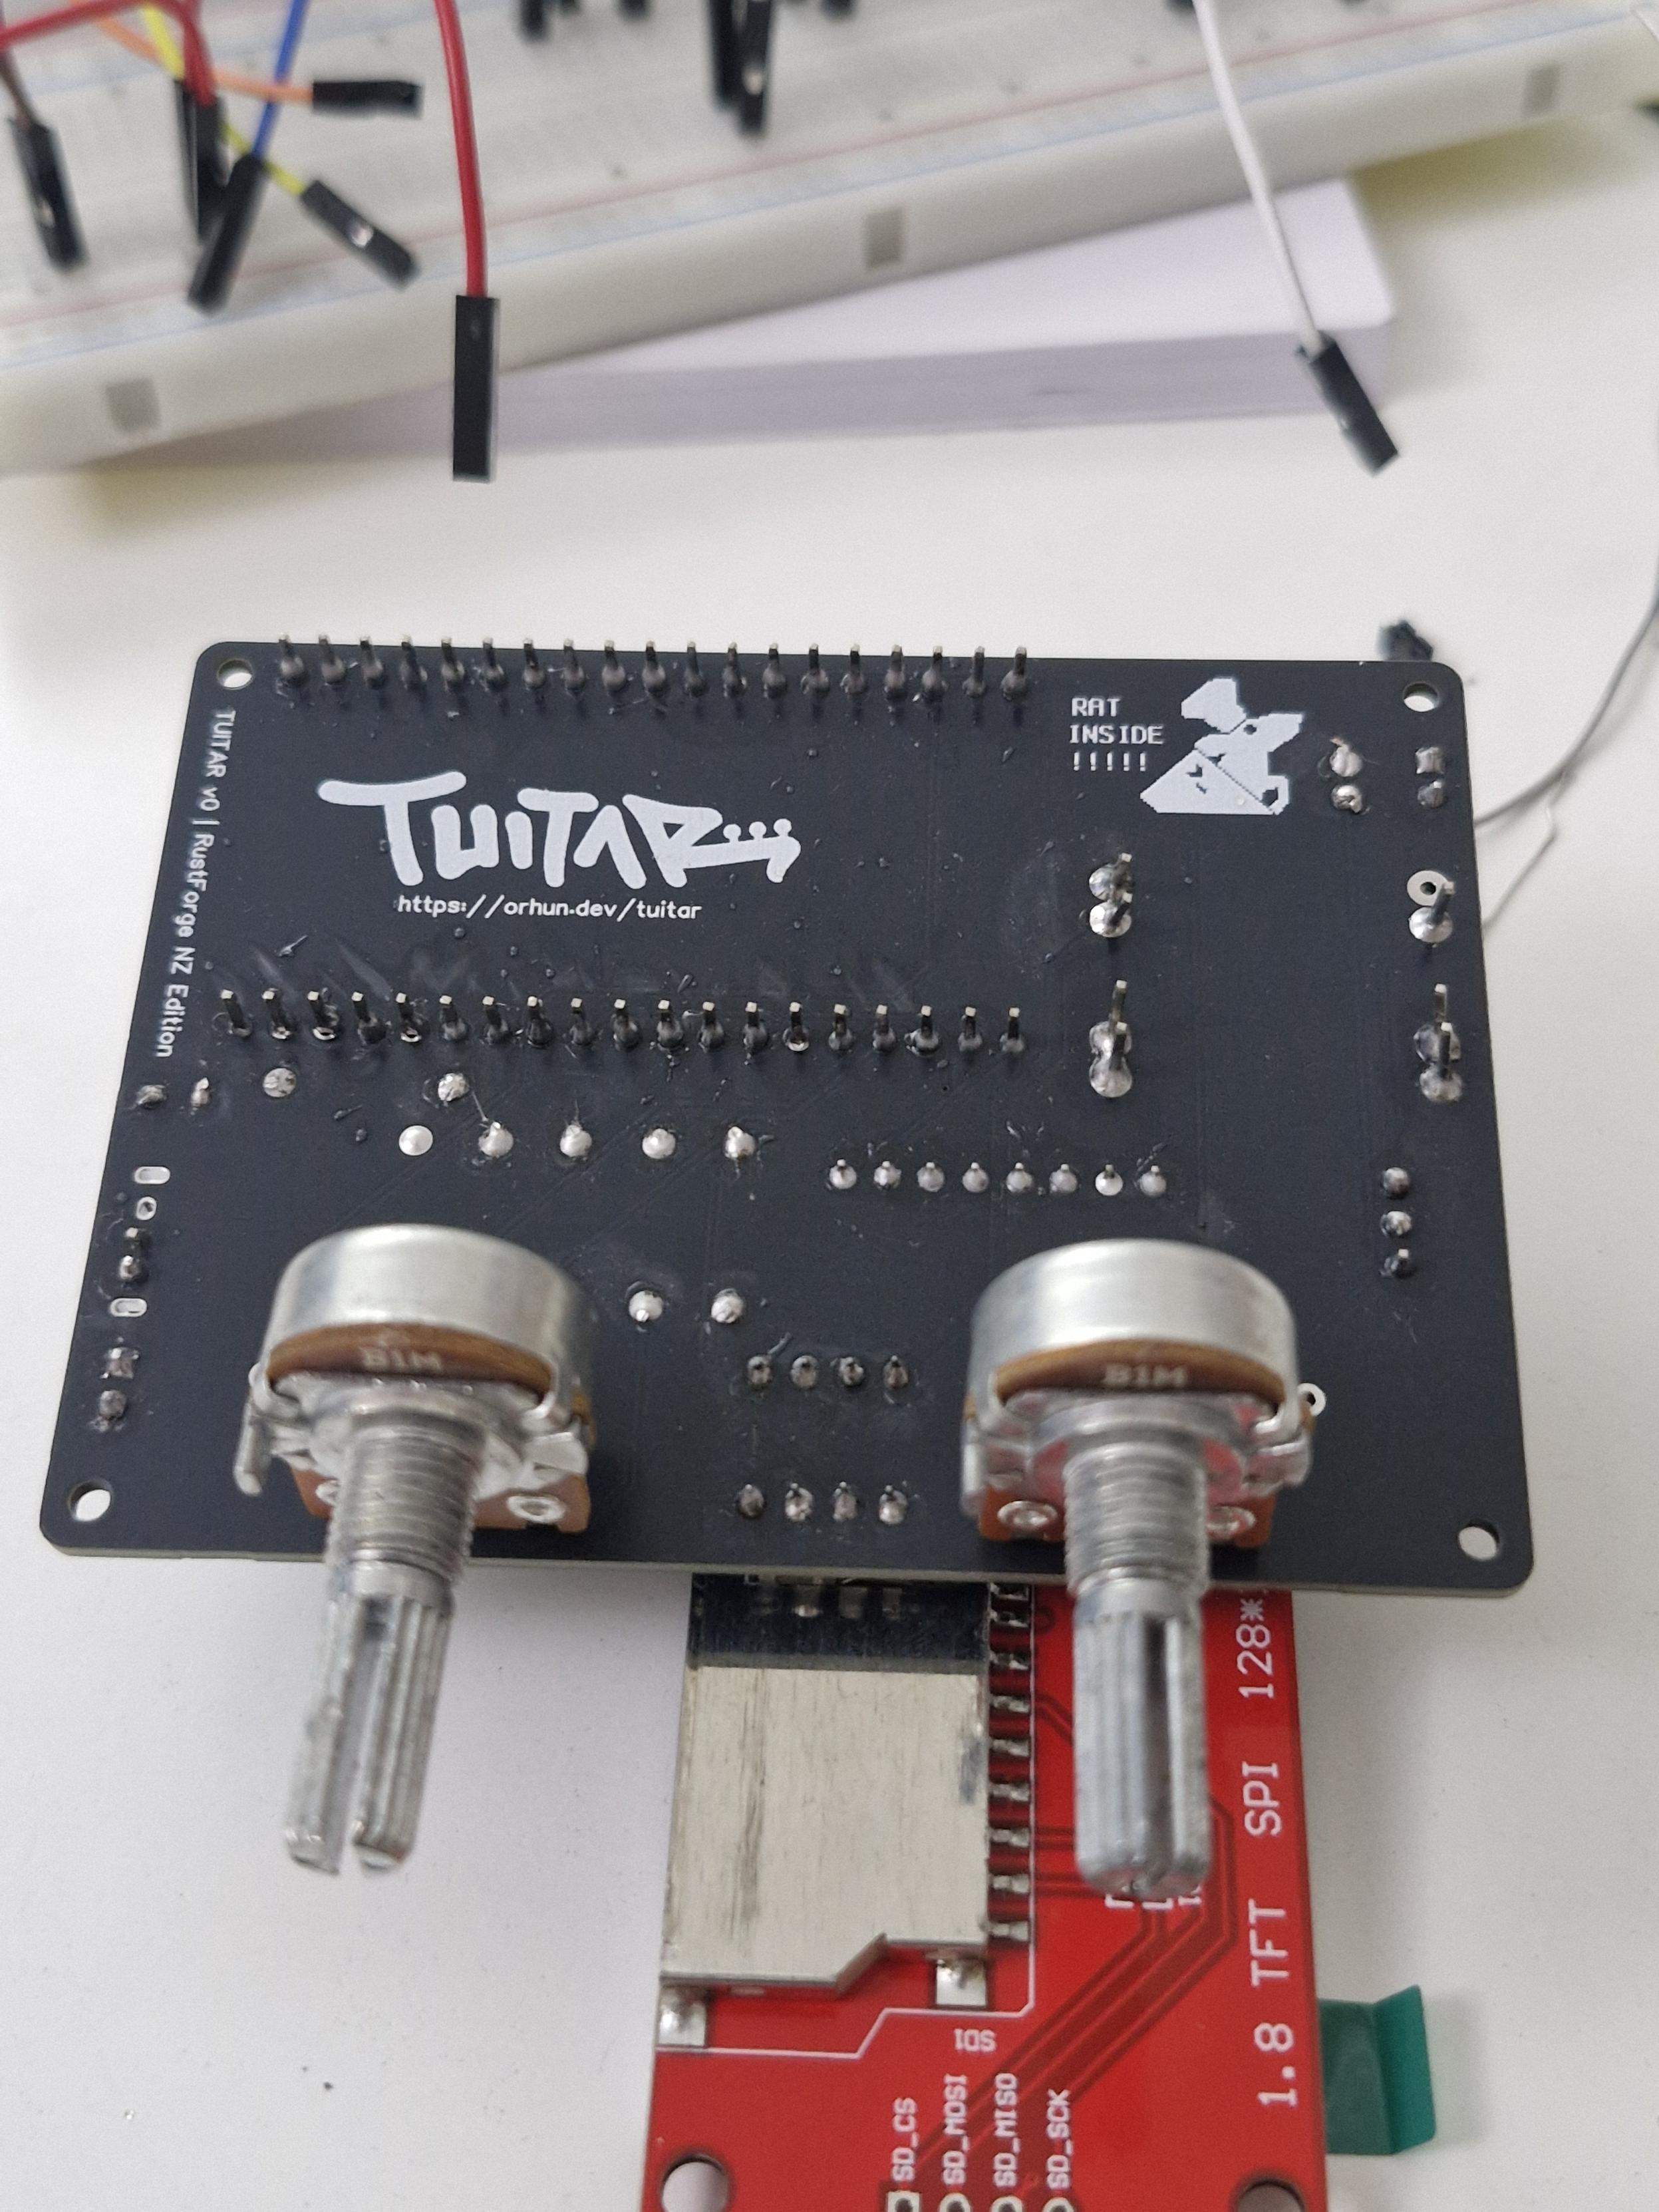 RAT
INSIDE
!!!!!
TUITAR
https://orhun.dev/tuitar
TUITAR v0 | RustForge NZ Edition
B1M
B1M
1.8 TFT SPI 128*
SD1
SD_CS
SD_MOSI
SD_MISO
SD_SCK